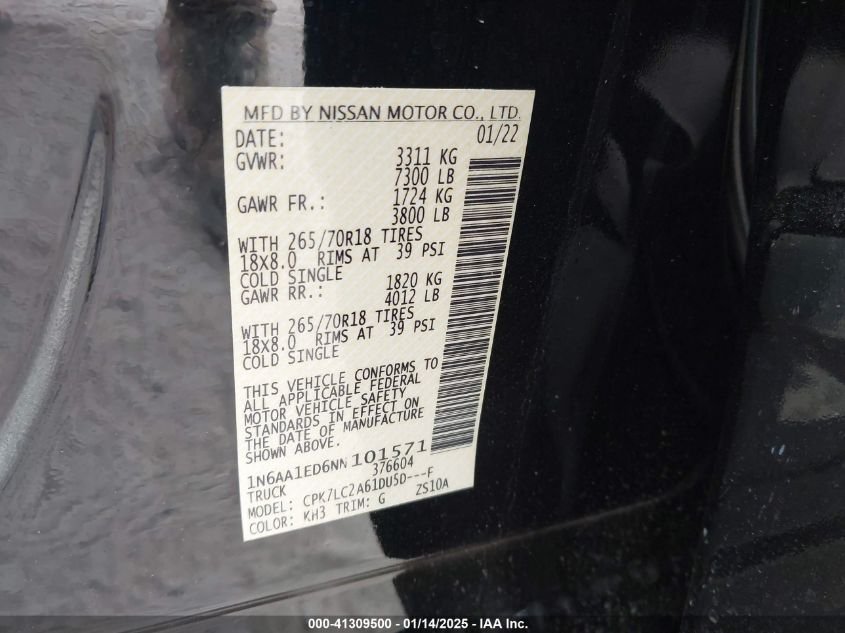 MFD BY NISSAN MOTOR CO., LTD.
DATE: 01/22
GVWR: 3311 KG
7300 LB
GAWR FR.: 1724 KG
3800 LB
WITH 265/70R18 TIRES
18X8.0 RIMS AT 39 PSI
COLD SINGLE
GAWR RR.: 1820 KG
4012 LB
WITH 265/70R18 TIRES
18X8.0 RIMS AT 39 PSI
COLD SINGLE
THIS VEHICLE CONFORMS TO
ALL APPLICABLE FEDERAL
MOTOR VEHICLE SAFETY
STANDARDS IN EFFECT ON
THE DATE OF MANUFACTURE
SHOWN ABOVE.
1N6AA1ED6NN101571
TRUCK 376604
MODEL: CPK7LC2A61DU5D---F
COLOR: KH3 TRIM: G ZS10A
000-41309500 — 01/14/2025 — IAA Inc.